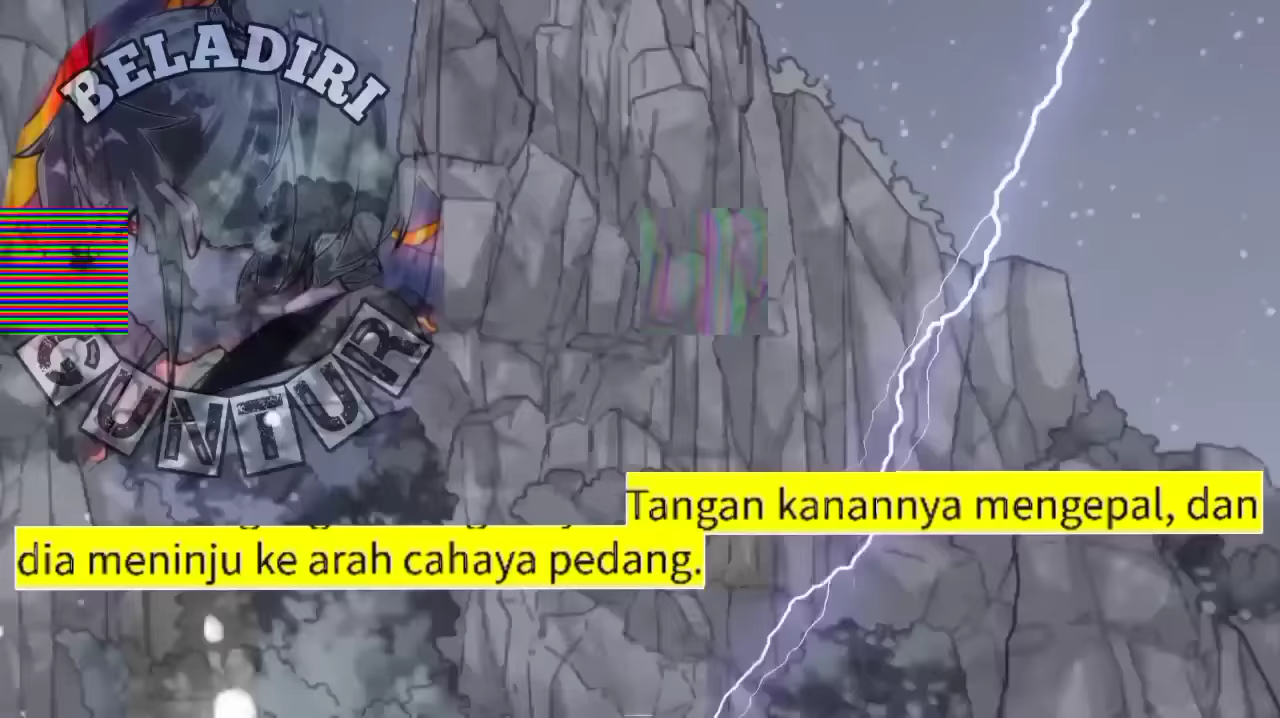 BELADIRI
GUNTUR
Tangan kanannya mengepal, dan
dia meninju ke arah cahaya pedang.